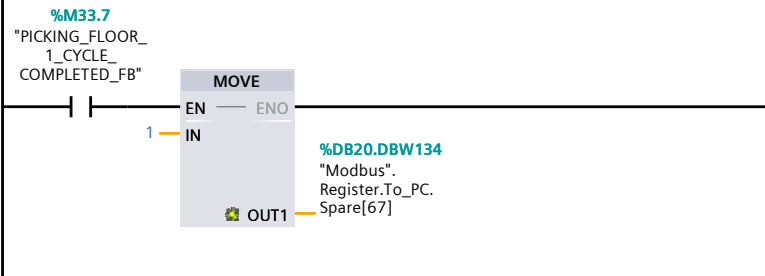 %M33.7
"PICKING_FLOOR_
1_CYCLE_
COMPLETED_FB"
MOVE
EN
ENO
1
IN
%DB20.DBW134
"Modbus".
Register.To_PC.
Spare[67]
OUT1